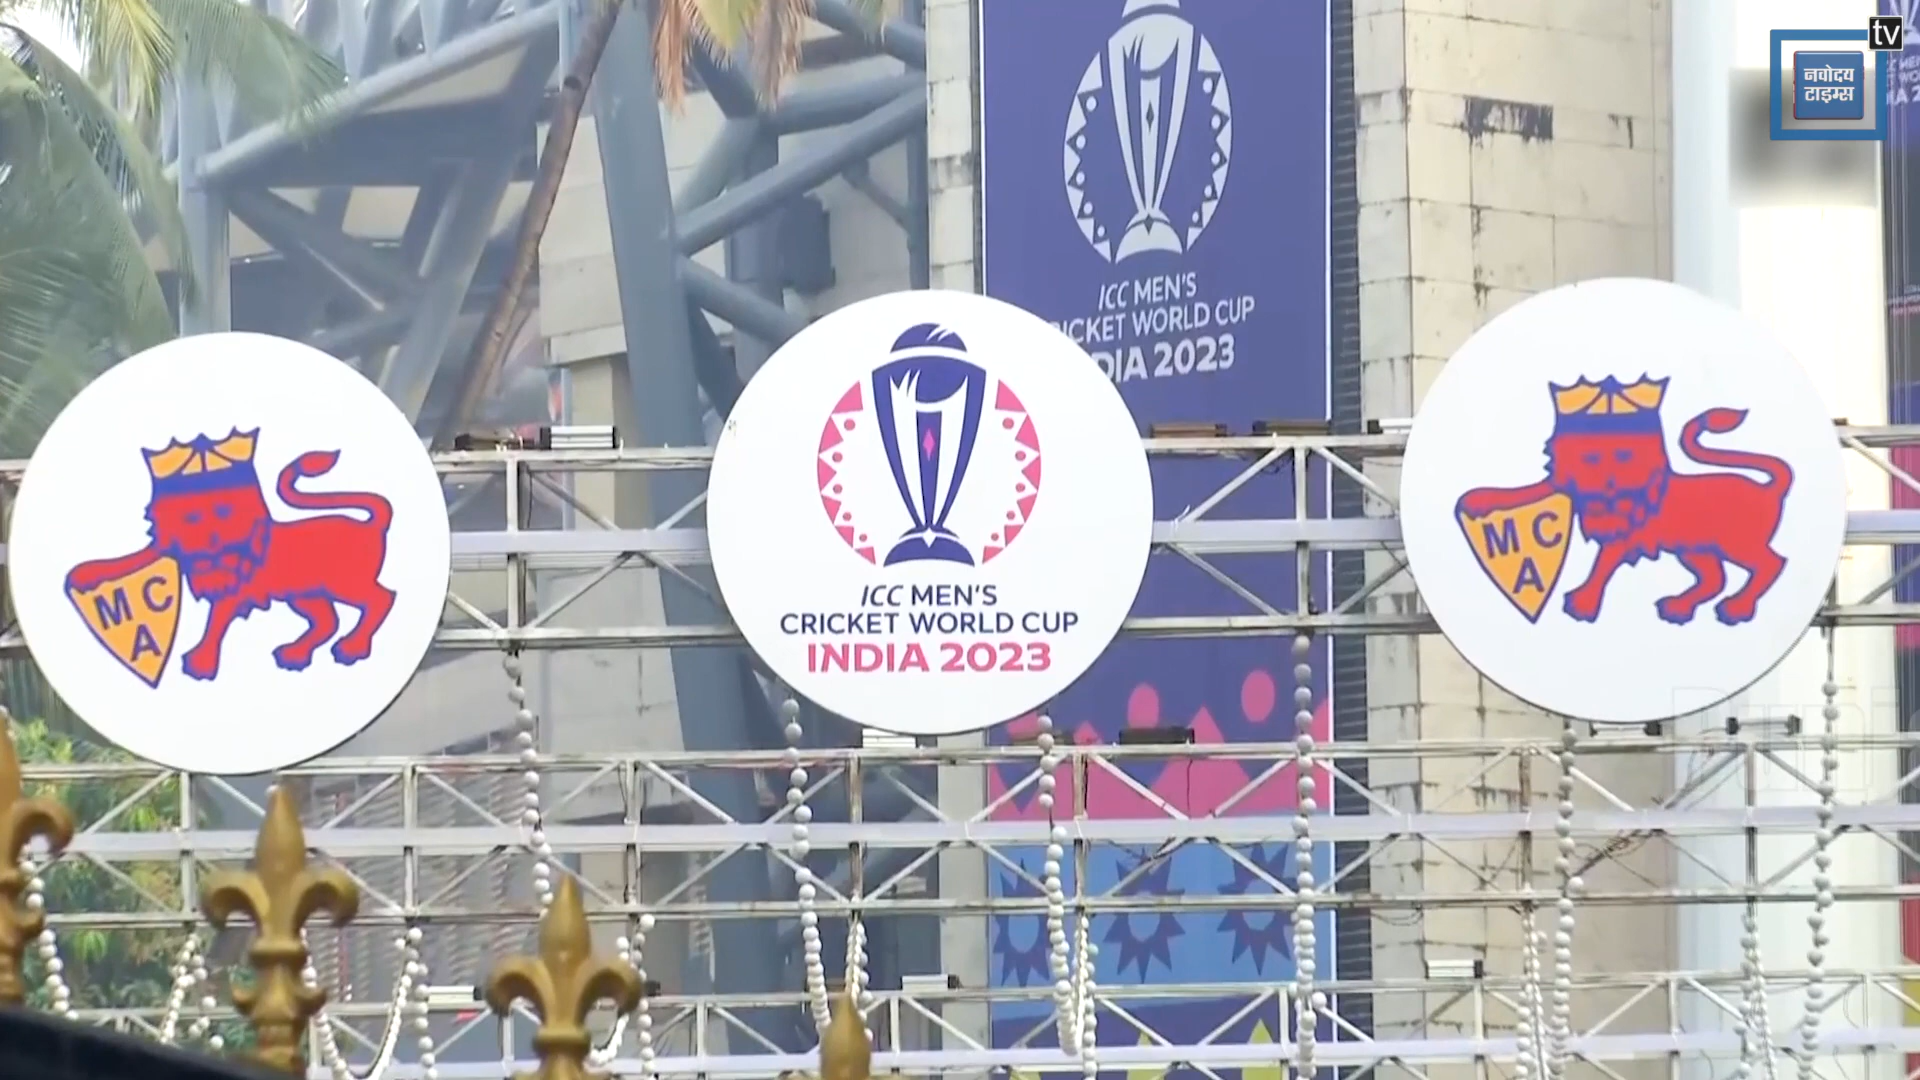 tv
नवोदय
टाइम्स
ICC MEN'S
CRICKET WORLD CUP
INDIA 2023
M C
A
ICC MEN'S
CRICKET WORLD CUP
INDIA 2023
M C
A